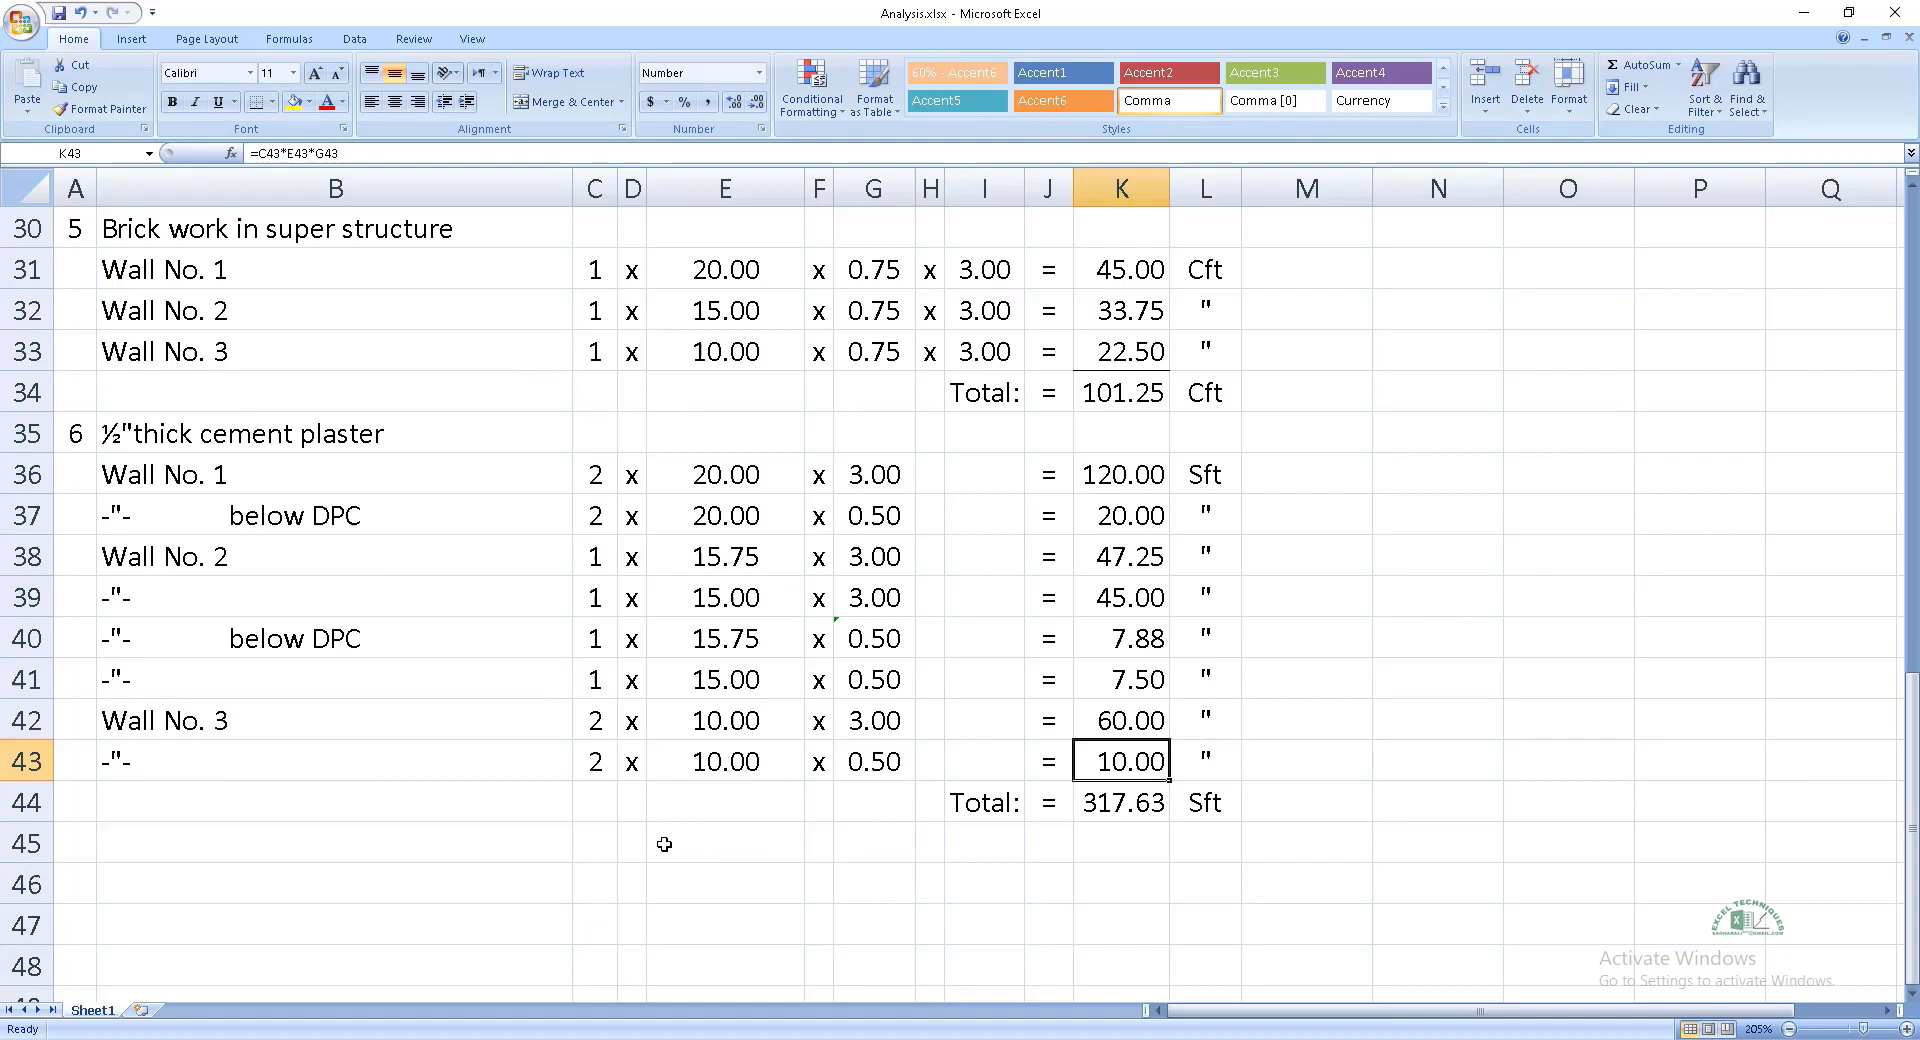 Analysis.xlsx - Microsoft Excel
Home Insert Page Layout Formulas Data Review View
Paste
Cut
Copy
Format Painter
Clipboard
Calibri 11
B I U
Font
Wrap Text
Merge & Center
Alignment
Number
$ % ,
Number
Conditional Formatting
Format as Table
60% - Accent6 Accent1 Accent2 Accent3 Accent4
Accent5 Accent6 Comma Comma [0] Currency
Styles
Insert Delete Format
Cells
Σ AutoSum
Fill
Clear
Sort & Filter
Find & Select
Editing
K43 fx =C43*E43*G43
A B C D E F G H I J K L M N O P Q
30 5 Brick work in super structure
31 Wall No. 1 1 x 20.00 x 0.75 x 3.00 = 45.00 Cft
32 Wall No. 2 1 x 15.00 x 0.75 x 3.00 = 33.75 "
33 Wall No. 3 1 x 10.00 x 0.75 x 3.00 = 22.50 "
34 Total: = 101.25 Cft
35 6 ½"thick cement plaster
36 Wall No. 1 2 x 20.00 x 3.00 = 120.00 Sft
37 -"- below DPC 2 x 20.00 x 0.50 = 20.00 "
38 Wall No. 2 1 x 15.75 x 3.00 = 47.25 "
39 -"- 1 x 15.00 x 3.00 = 45.00 "
40 -"- below DPC 1 x 15.75 x 0.50 = 7.88 "
41 -"- 1 x 15.00 x 0.50 = 7.50 "
42 Wall No. 3 2 x 10.00 x 3.00 = 60.00 "
43 -"- 2 x 10.00 x 0.50 = 10.00 "
44 Total: = 317.63 Sft
45
46
47
48
EXCEL TECHNIQUES
Activate Windows
Go to Settings to activate Windows.
Sheet1
Ready 205%